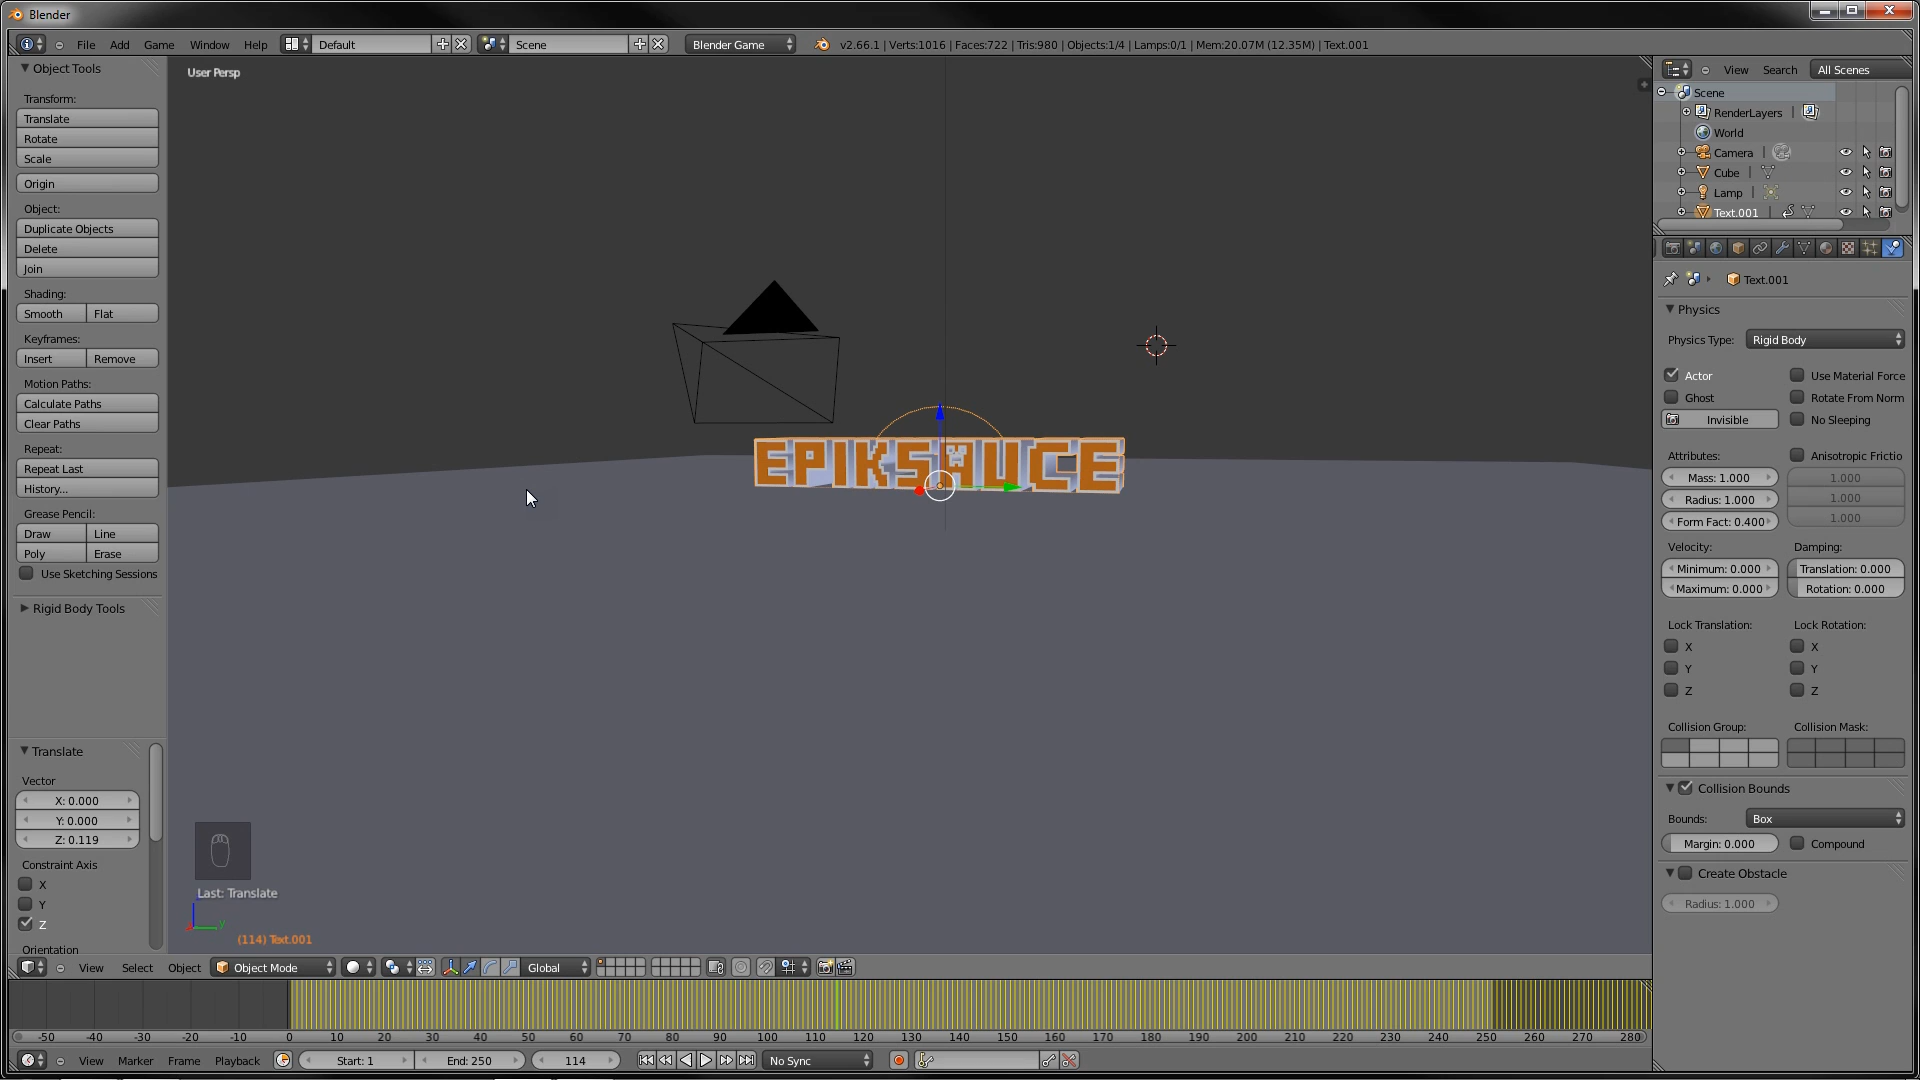 Blender
File Add Game Window Help Default Scene Blender Game v2.66.1 | Verts:1016 | Faces:722 | Tris:980 | Objects:1/4 | Lamps:0/1 | Mem:20.07M (12.35M) | Text.001
Object Tools
Transform:
Translate
Rotate
Scale
Origin
Object:
Duplicate Objects
Delete
Join
Shading:
Smooth Flat
Keyframes:
Insert Remove
Motion Paths:
Calculate Paths
Clear Paths
Repeat:
Repeat Last
History...
Grease Pencil:
Draw Line
Poly Erase
Use Sketching Sessions
Rigid Body Tools
Translate
Vector
X: 0.000
Y: 0.000
Z: 0.119
Constraint Axis
X
Y
Z
Orientation
User Persp
EPIKSAUCE
Last: Translate
Y
(114) Text.001
View Select Object Object Mode Global
-50 -40 -30 -20 -10 0 10 20 30 40 50 60 70 80 90 100 110 120 130 140 150 160 170 180 190 200 210 220 230 240 250 260 270 280
View Marker Frame Playback Start: 1 End: 250 114 No Sync
View Search All Scenes
Scene
RenderLayers |
World
Camera |
Cube |
Lamp |
Text.001 |
Text.001
Physics
Physics Type: Rigid Body
Actor Use Material Force
Ghost Rotate From Norm
Invisible No Sleeping
Attributes: Anisotropic Frictio
Mass: 1.000 1.000
Radius: 1.000 1.000
Form Fact: 0.400 1.000
Velocity: Damping:
Minimum: 0.000 Translation: 0.000
Maximum: 0.000 Rotation: 0.000
Lock Translation: Lock Rotation:
X X
Y Y
Z Z
Collision Group: Collision Mask:
Collision Bounds
Bounds: Box
Margin: 0.000 Compound
Create Obstacle
Radius: 1.000